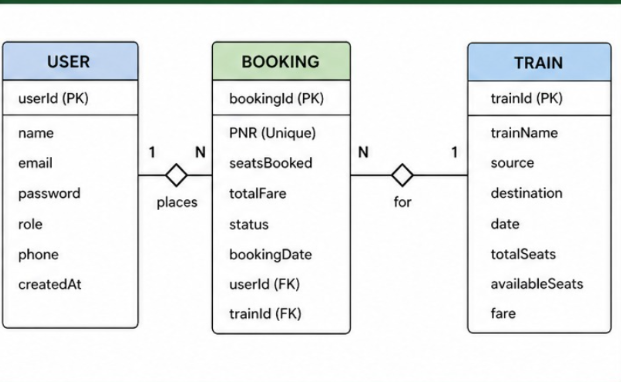 USER
userId (PK)
name
email
password
role
phone
createdAt
1
N
places
BOOKING
bookingId (PK)
PNR (Unique)
seatsBooked
totalFare
status
bookingDate
userId (FK)
trainId (FK)
N
1
for
TRAIN
trainId (PK)
trainName
source
destination
date
totalSeats
availableSeats
fare